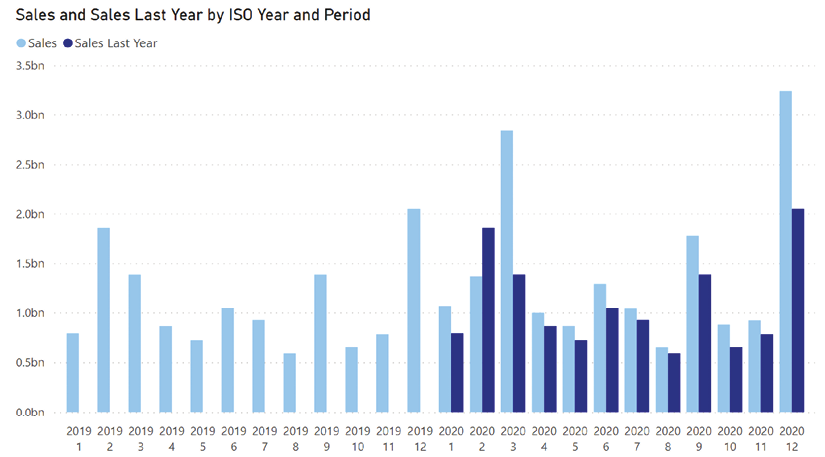 Sales and Sales Last Year by ISO Year and Period
Sales Sales Last Year
3.5bn
3.0bn
2.5bn
2.0bn
1.5bn
1.0bn
0.5bn
0.0bn
2019 2019 2019 2019 2019 2019 2019 2019 2019 2019 2019 2019 2020 2020 2020 2020 2020 2020 2020 2020 2020 2020 2020 2020
1 2 3 4 5 6 7 8 9 10 11 12 1 2 3 4 5 6 7 8 9 10 11 12